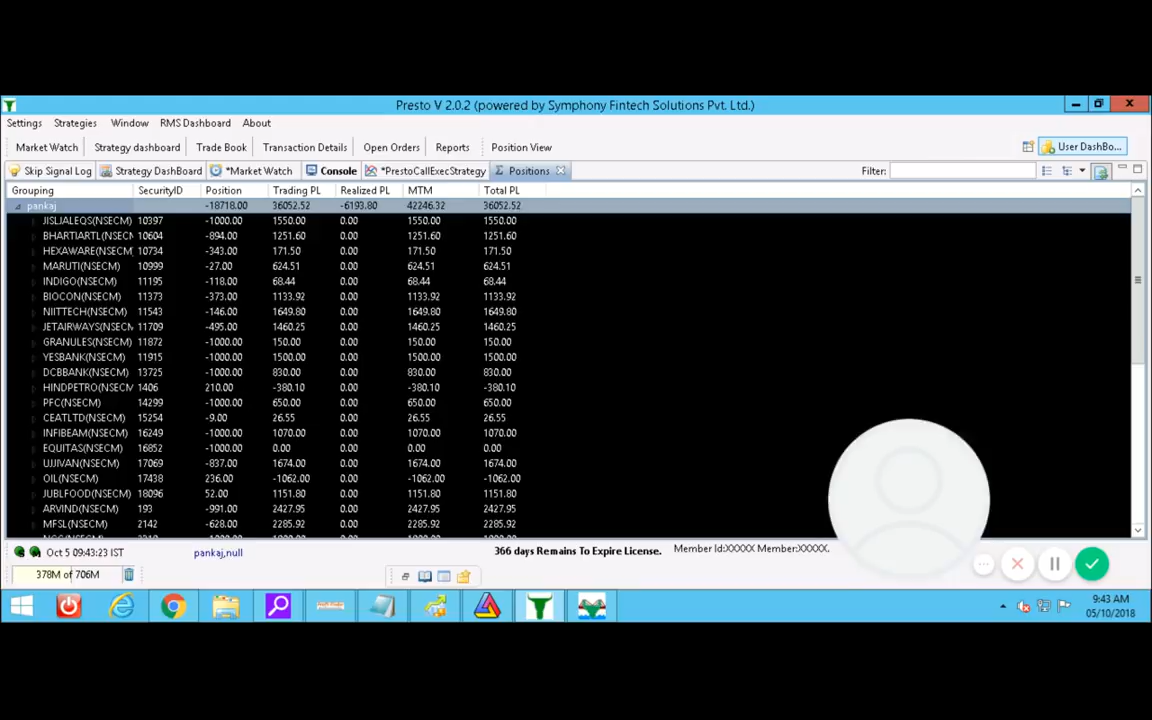 Presto V 2.0.2 (powered by Symphony Fintech Solutions Pvt. Ltd.)
Settings Strategies Window RMS Dashboard About
Market Watch Strategy dashboard Trade Book Transaction Details Open Orders Reports Position View User DashBo...
Skip Signal Log Strategy DashBoard *Market Watch Console *PrestoCallExecStrategy Σ Positions Filter:
Grouping SecurityID Position Trading PL Realized PL MTM Total PL
pankaj -18718.00 36052.52 -6193.80 42246.32 36052.52
JISLJALEQS(NSECM) 10397 -1000.00 1550.00 0.00 1550.00 1550.00
BHARTIARTL(NSECM 10604 -894.00 1251.60 0.00 1251.60 1251.60
HEXAWARE(NSECM) 10734 -343.00 171.50 0.00 171.50 171.50
MARUTI(NSECM) 10999 -27.00 624.51 0.00 624.51 624.51
INDIGO(NSECM) 11195 -118.00 68.44 0.00 68.44 68.44
BIOCON(NSECM) 11373 -373.00 1133.92 0.00 1133.92 1133.92
NIITTECH(NSECM) 11543 -146.00 1649.80 0.00 1649.80 1649.80
JETAIRWAYS(NSECM 11709 -495.00 1460.25 0.00 1460.25 1460.25
GRANULES(NSECM) 11872 -1000.00 150.00 0.00 150.00 150.00
YESBANK(NSECM) 11915 -1000.00 1500.00 0.00 1500.00 1500.00
DCBBANK(NSECM) 13725 -1000.00 830.00 0.00 830.00 830.00
HINDPETRO(NSECM 1406 210.00 -380.10 0.00 -380.10 -380.10
PFC(NSECM) 14299 -1000.00 650.00 0.00 650.00 650.00
CEATLTD(NSECM) 15254 -9.00 26.55 0.00 26.55 26.55
INFIBEAM(NSECM) 16249 -1000.00 1070.00 0.00 1070.00 1070.00
EQUITAS(NSECM) 16852 -1000.00 0.00 0.00 0.00 0.00
UJJIVAN(NSECM) 17069 -837.00 1674.00 0.00 1674.00 1674.00
OIL(NSECM) 17438 236.00 -1062.00 0.00 -1062.00 -1062.00
JUBLFOOD(NSECM) 18096 52.00 1151.80 0.00 1151.80 1151.80
ARVIND(NSECM) 193 -991.00 2427.95 0.00 2427.95 2427.95
MFSL(NSECM) 2142 -628.00 2285.92 0.00 2285.92 2285.92
Oct 5 09:43:23 IST pankaj,null 366 days Remains To Expire License. Member Id:XXXXX Member:XXXXX.
378M of 706M
9:43 AM
05/10/2018